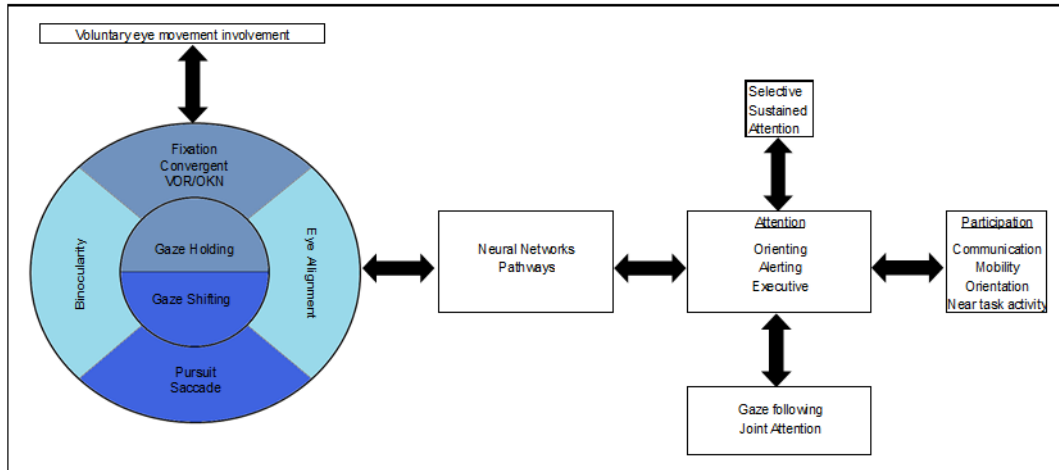 Voluntary eye movement involvement
Fixation
Convergent
VOR/OKN
Binocularity
Eye Alignment
Gaze Holding
Gaze Shifting
Pursuit
Saccade
Neural Networks
Pathways
Selective
Sustained
Attention
Attention
Orienting
Alerting
Executive
Gaze following
Joint Attention
Participation
Communication
Mobility
Orientation
Near task activity